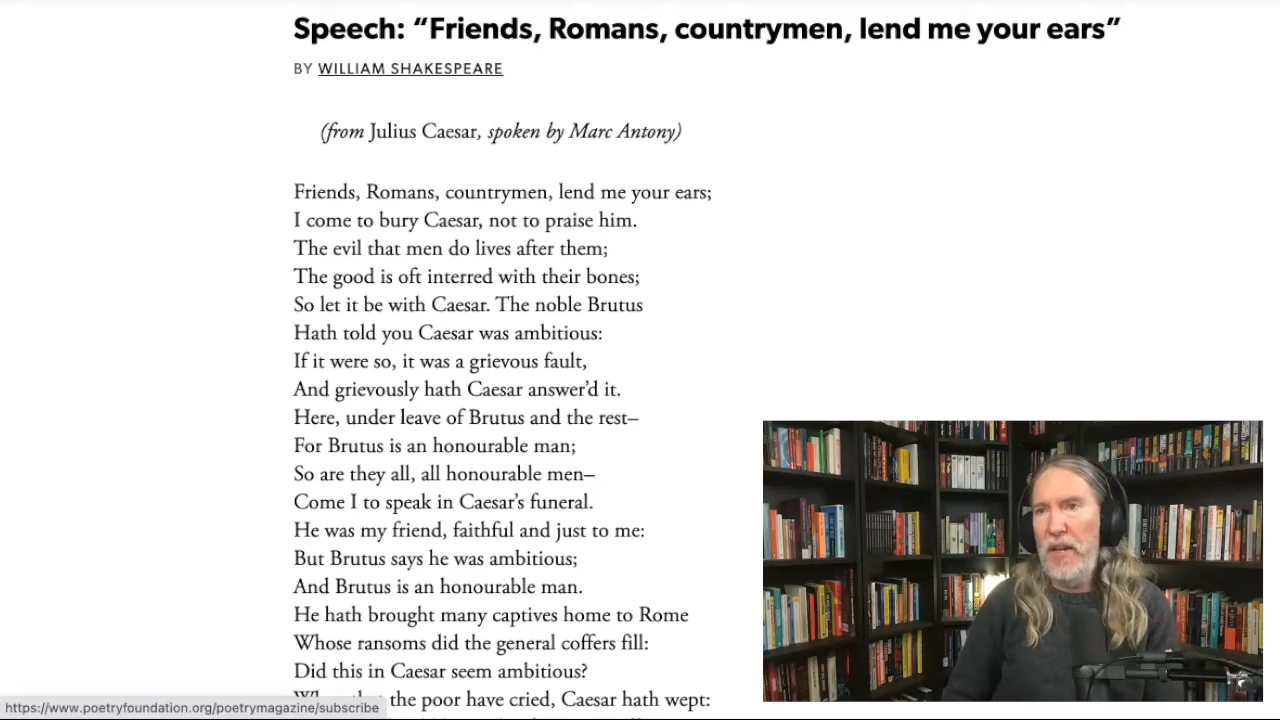 Speech: “Friends, Romans, countrymen, lend me your ears”
BY WILLIAM SHAKESPEARE
(from Julius Caesar, spoken by Marc Antony)
Friends, Romans, countrymen, lend me your ears;
I come to bury Caesar, not to praise him.
The evil that men do lives after them;
The good is oft interred with their bones;
So let it be with Caesar. The noble Brutus
Hath told you Caesar was ambitious:
If it were so, it was a grievous fault,
And grievously hath Caesar answer’d it.
Here, under leave of Brutus and the rest–
For Brutus is an honourable man;
So are they all, all honourable men–
Come I to speak in Caesar’s funeral.
He was my friend, faithful and just to me:
But Brutus says he was ambitious;
And Brutus is an honourable man.
He hath brought many captives home to Rome
Whose ransoms did the general coffers fill:
Did this in Caesar seem ambitious?
the poor have cried, Caesar hath wept:
https://www.poetryfoundation.org/poetrymagazine/subscribe